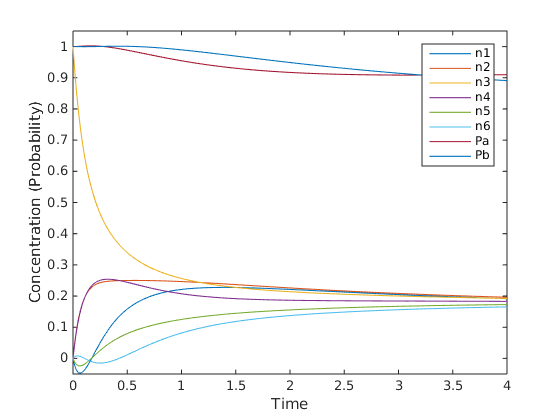 1
0.9
0.8
0.7
0.6
0.5
0.4
0.3
0.2
0.1
0
Concentration (Probability)
0 0.5 1 1.5 2 2.5 3 3.5 4
Time
n1
n2
n3
n4
n5
n6
Pa
Pb